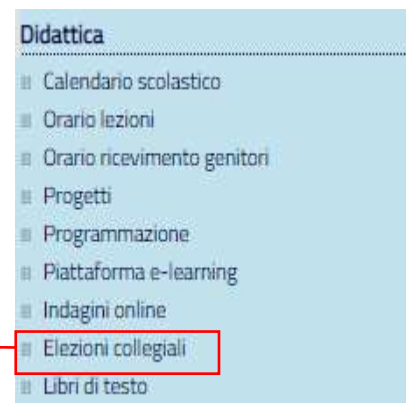 Didattica
Calendario scolastico
Orario lezioni
Orario ricevimento genitori
Progetti
Programmazione
Piattaforma e-learning
Indagini online
Elezioni collegiali
Libri di testo